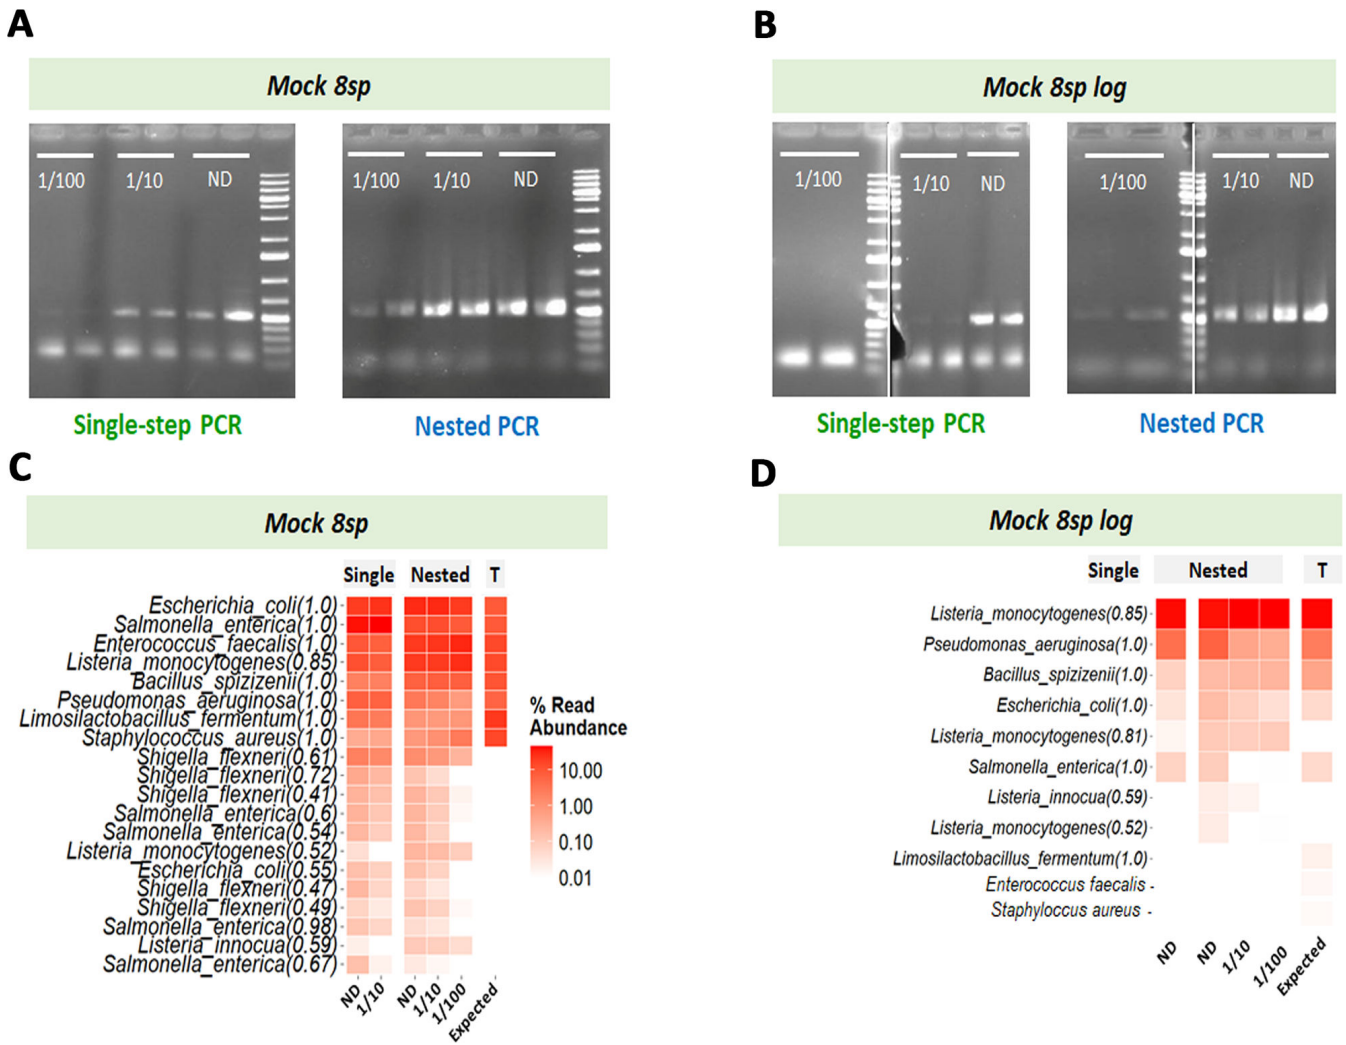 A
B
Mock 8sp
Mock 8sp log
1/100
1/10
ND
1/100
1/10
ND
1/100
1/10
ND
1/100
1/10
ND
Single-step PCR
Nested PCR
Single-step PCR
Nested PCR
C
D
Mock 8sp
Mock 8sp log
Single
Nested
T
Escherichia_coli(1.0)
Salmonella_enterica(1.0)
Enterococcus_faecalis(1.0)
Listeria_monocytogenes(0.85)
Bacillus_spizizenii(1.0)
Pseudomonas_aeruginosa(1.0)
Limosilactobacillus_fermentum(1.0)
Staphylococcus_aureus(1.0)
Shigella_flexneri(0.61)
Shigella_flexneri(0.72)
Shigella_flexneri(0.41)
Salmonella_enterica(0.6)
Salmonella_enterica(0.54)
Listeria_monocytogenes(0.52)
Escherichia_coli(0.55)
Shigella_flexneri(0.47)
Shigella_flexneri(0.49)
Salmonella_enterica(0.98)
Listeria_innocua(0.59)
Salmonella_enterica(0.67)
ND
1/10
ND
1/10
1/100
Expected
% Read
Abundance
10.00
1.00
0.10
0.01
Single
Nested
T
Listeria_monocytogenes(0.85)
Pseudomonas_aeruginosa(1.0)
Bacillus_spizizenii(1.0)
Escherichia_coli(1.0)
Listeria_monocytogenes(0.81)
Salmonella_enterica(1.0)
Listeria_innocua(0.59)
Listeria_monocytogenes(0.52)
Limosilactobacillus_fermentum(1.0)
Enterococcus faecalis
Staphyloccus aureus
ND
ND
1/10
1/100
Expected